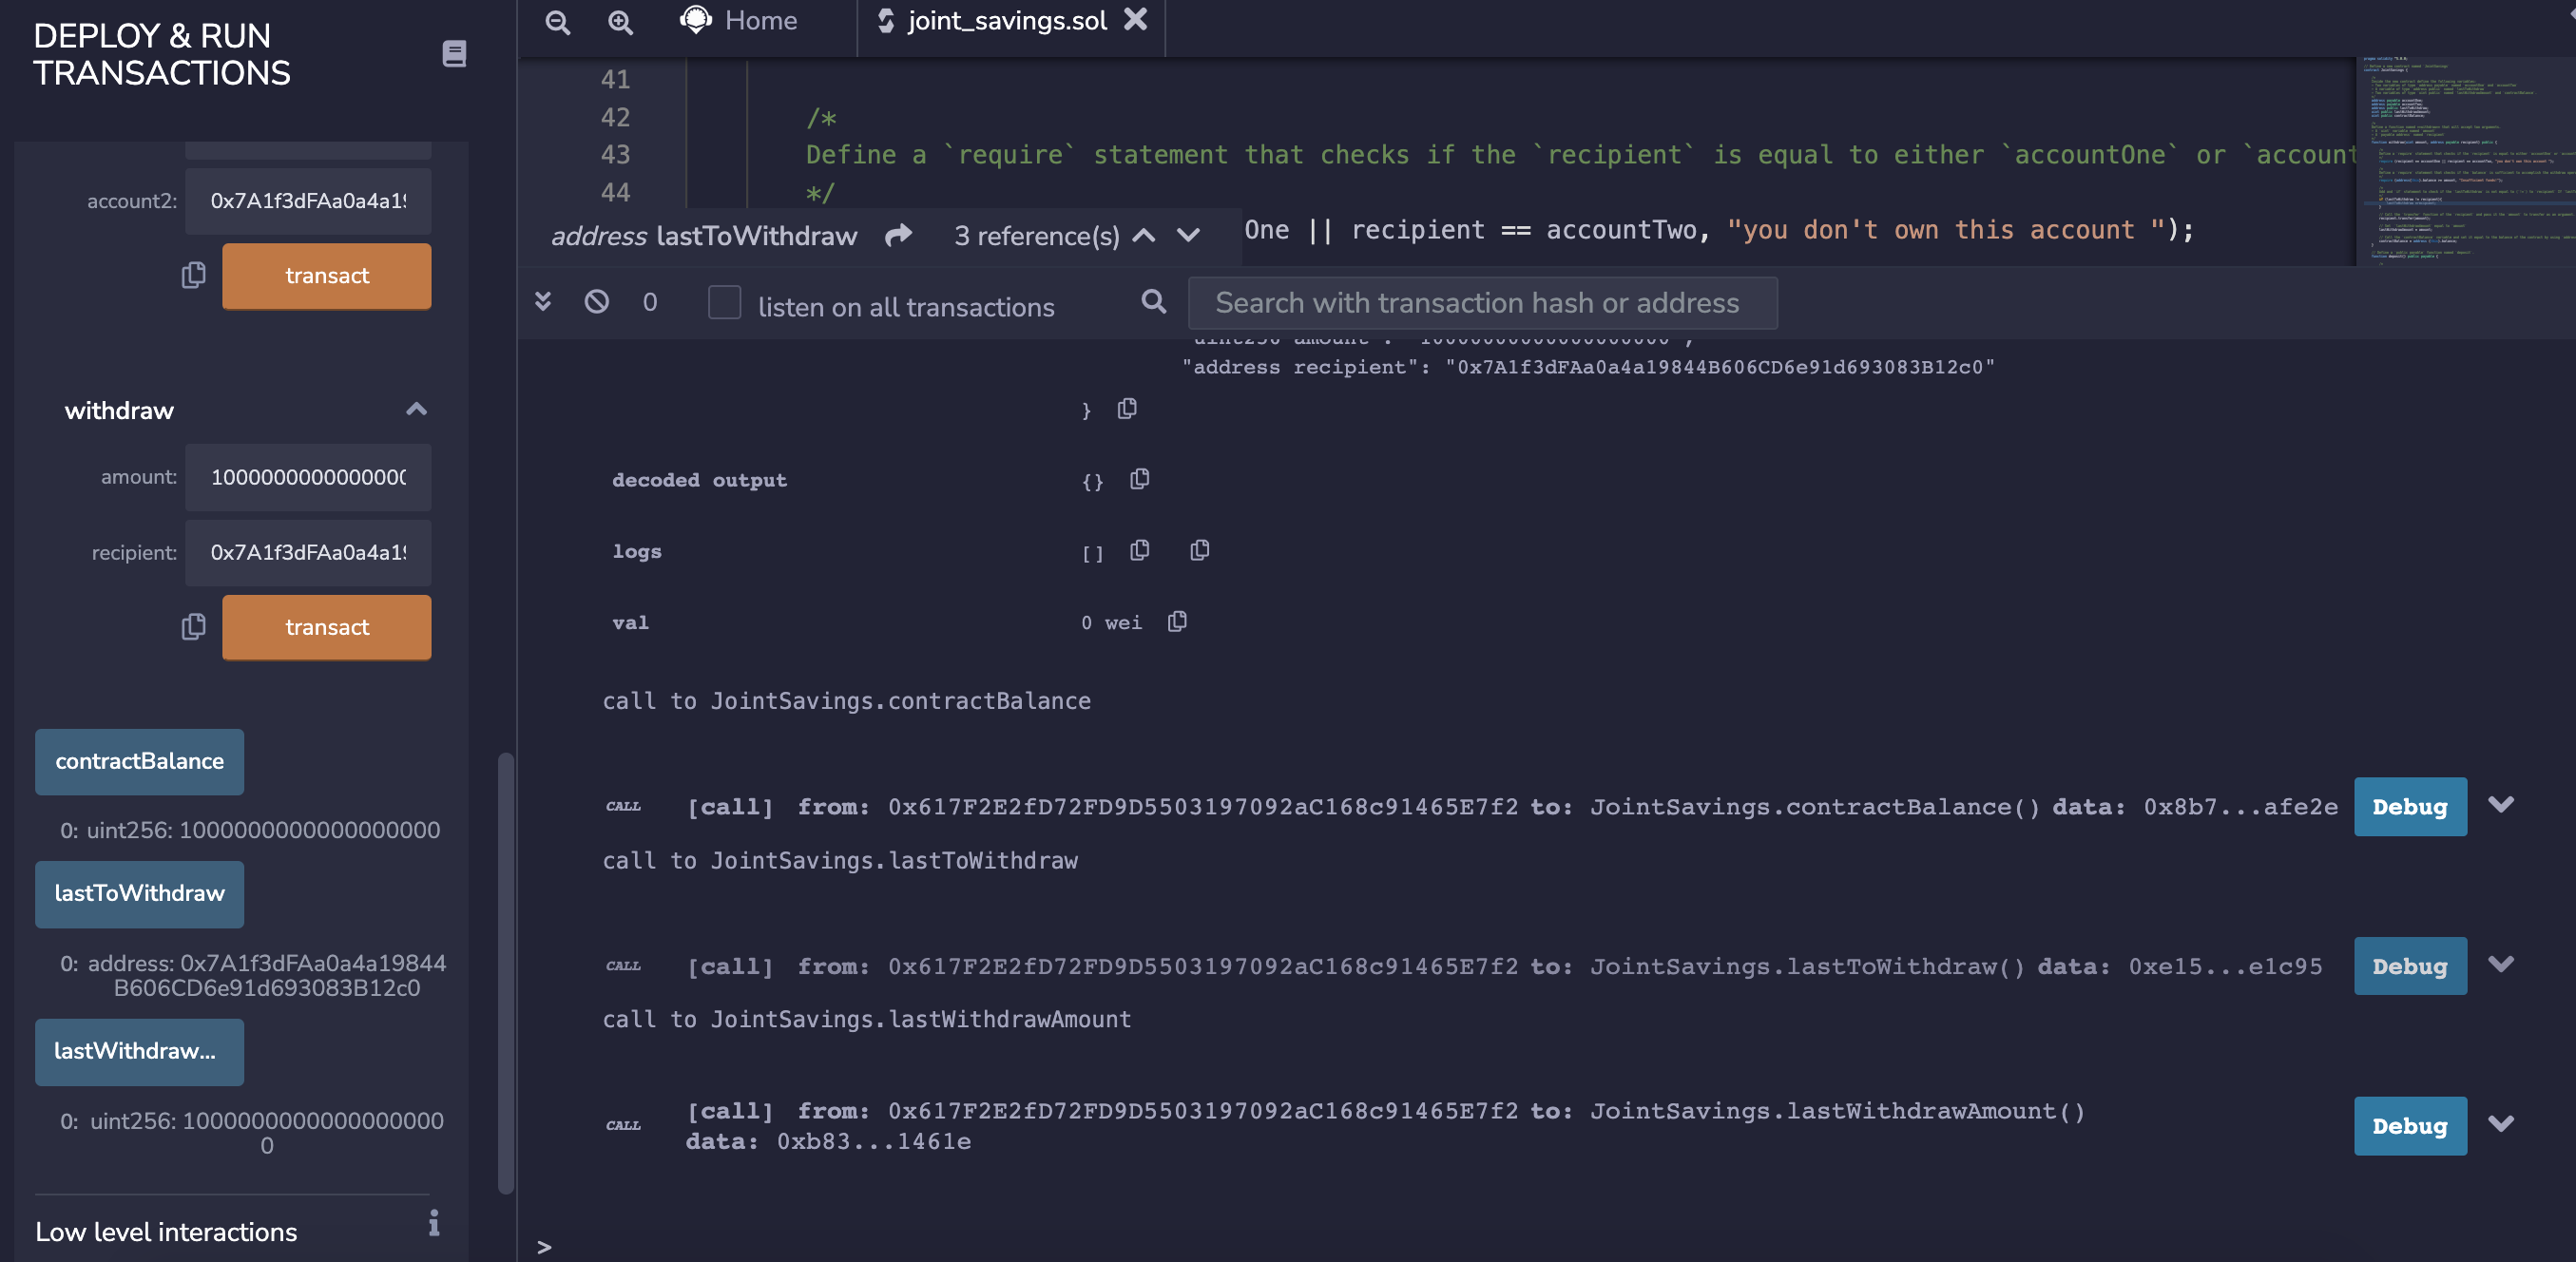 DEPLOY & RUN
TRANSACTIONS
account2:
0x7A1f3dFAa0a4a19
transact
withdraw
amount:
recipient:
0x7A1f3dFAa0a4a19
transact
contractBalance
0: uint256: 1000000000000000000
lastToWithdraw
0: address: 0x7A1f3dFAa0a4a19844
B606CD6e91d693083B12c0
lastWithdraw...
0: uint256: 1000000000000000000
0
Low level interactions
Home
joint_savings.sol
41
42 /*
43 Define a `require` statement that checks if the `recipient` is equal to either `accountOne` or `account
44 */
address lastToWithdraw 3 reference(s)
One || recipient == accountTwo, "you don't own this account ");
0 listen on all transactions
Search with transaction hash or address
"address recipient": "0x7A1f3dFAa0a4a19844B606CD6e91d693083B12c0"
}
decoded output {}
logs []
val 0 wei
call to JointSavings.contractBalance
CALL [call] from: 0x617F2E2fD72FD9D5503197092aC168c91465E7f2 to: JointSavings.contractBalance() data: 0x8b7...afe2e
Debug
call to JointSavings.lastToWithdraw
CALL [call] from: 0x617F2E2fD72FD9D5503197092aC168c91465E7f2 to: JointSavings.lastToWithdraw() data: 0xe15...e1c95
Debug
call to JointSavings.lastWithdrawAmount
CALL [call] from: 0x617F2E2fD72FD9D5503197092aC168c91465E7f2 to: JointSavings.lastWithdrawAmount()
data: 0xb83...1461e
Debug
>